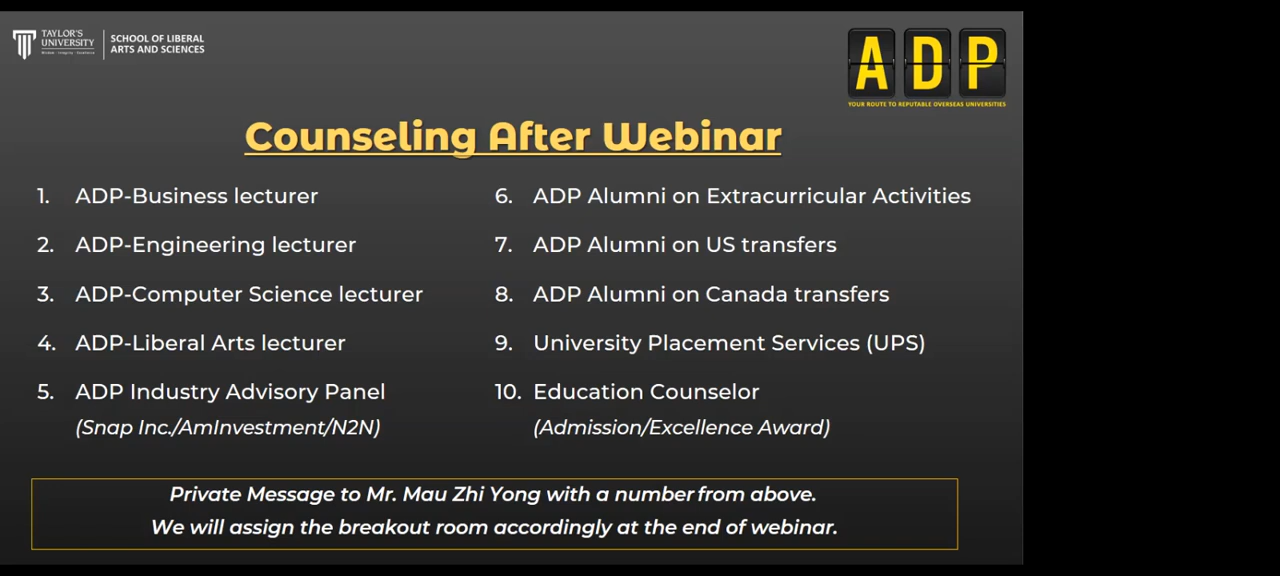 TAYLOR'S
UNIVERSITY
SCHOOL OF LIBERAL
ARTS AND SCIENCES
ADP
YOUR ROUTE TO REPUTABLE OVERSEAS UNIVERSITIES
Counseling After Webinar
1. ADP-Business lecturer
2. ADP-Engineering lecturer
3. ADP-Computer Science lecturer
4. ADP-Liberal Arts lecturer
5. ADP Industry Advisory Panel
(Snap Inc./AmInvestment/N2N)
6. ADP Alumni on Extracurricular Activities
7. ADP Alumni on US transfers
8. ADP Alumni on Canada transfers
9. University Placement Services (UPS)
10. Education Counselor
(Admission/Excellence Award)
Private Message to Mr. Mau Zhi Yong with a number from above.
We will assign the breakout room accordingly at the end of webinar.